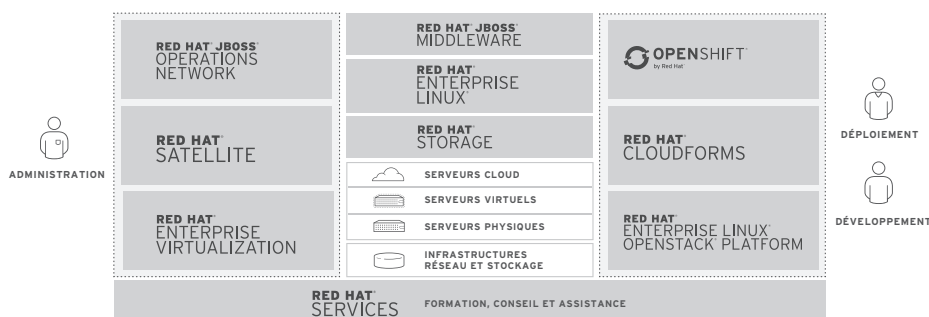 ADMINISTRATION
RED HAT® JBOSS®
OPERATIONS
NETWORK
RED HAT®
SATELLITE
RED HAT®
ENTERPRISE
VIRTUALIZATION
RED HAT® JBOSS®
MIDDLEWARE
RED HAT®
ENTERPRISE
LINUX®
RED HAT®
STORAGE
SERVEURS CLOUD
SERVEURS VIRTUELS
SERVEURS PHYSIQUES
INFRASTRUCTURES
RÉSEAU ET STOCKAGE
OPENSHIFT®
by Red Hat®
RED HAT®
CLOUDFORMS
RED HAT®
ENTERPRISE LINUX®
OPENSTACK® PLATFORM
DÉPLOIEMENT
DÉVELOPPEMENT
RED HAT®
SERVICES
FORMATION, CONSEIL ET ASSISTANCE